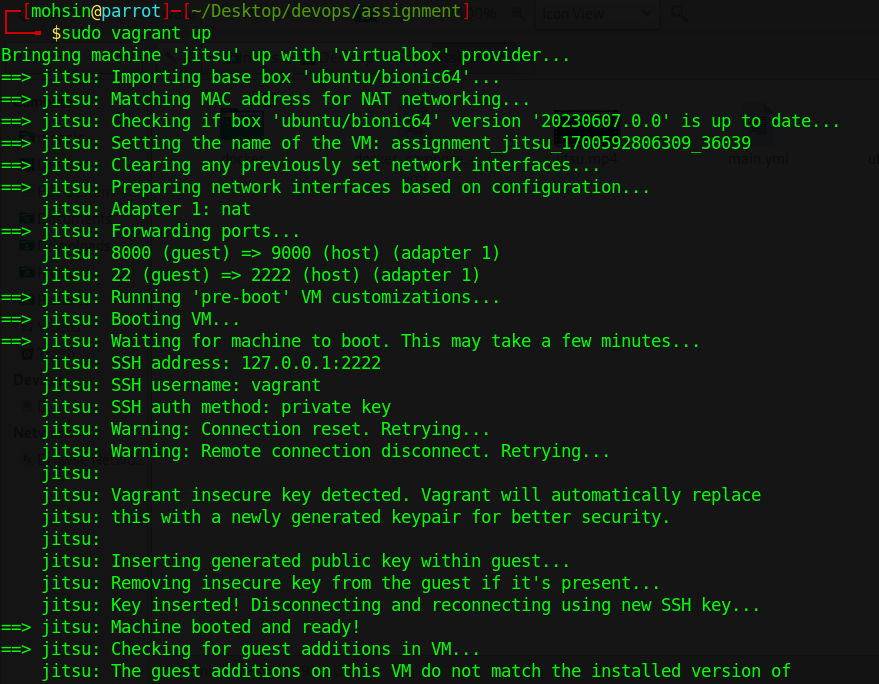 ┌─[mohsin@parrot]─[~/Desktop/devops/assignment]
└──╼ $sudo vagrant up
Bringing machine 'jitsu' up with 'virtualbox' provider...
==> jitsu: Importing base box 'ubuntu/bionic64'...
==> jitsu: Matching MAC address for NAT networking...
==> jitsu: Checking if box 'ubuntu/bionic64' version '20230607.0.0' is up to date...
==> jitsu: Setting the name of the VM: assignment_jitsu_1700592806309_36039
==> jitsu: Clearing any previously set network interfaces...
==> jitsu: Preparing network interfaces based on configuration...
    jitsu: Adapter 1: nat
==> jitsu: Forwarding ports...
    jitsu: 8000 (guest) => 9000 (host) (adapter 1)
    jitsu: 22 (guest) => 2222 (host) (adapter 1)
==> jitsu: Running 'pre-boot' VM customizations...
==> jitsu: Booting VM...
==> jitsu: Waiting for machine to boot. This may take a few minutes...
    jitsu: SSH address: 127.0.0.1:2222
    jitsu: SSH username: vagrant
    jitsu: SSH auth method: private key
    jitsu: Warning: Connection reset. Retrying...
    jitsu: Warning: Remote connection disconnect. Retrying...
    jitsu:
    jitsu: Vagrant insecure key detected. Vagrant will automatically replace
    jitsu: this with a newly generated keypair for better security.
    jitsu:
    jitsu: Inserting generated public key within guest...
    jitsu: Removing insecure key from the guest if it's present...
    jitsu: Key inserted! Disconnecting and reconnecting using new SSH key...
==> jitsu: Machine booted and ready!
==> jitsu: Checking for guest additions in VM...
    jitsu: The guest additions on this VM do not match the installed version of
Icon View
main.yml